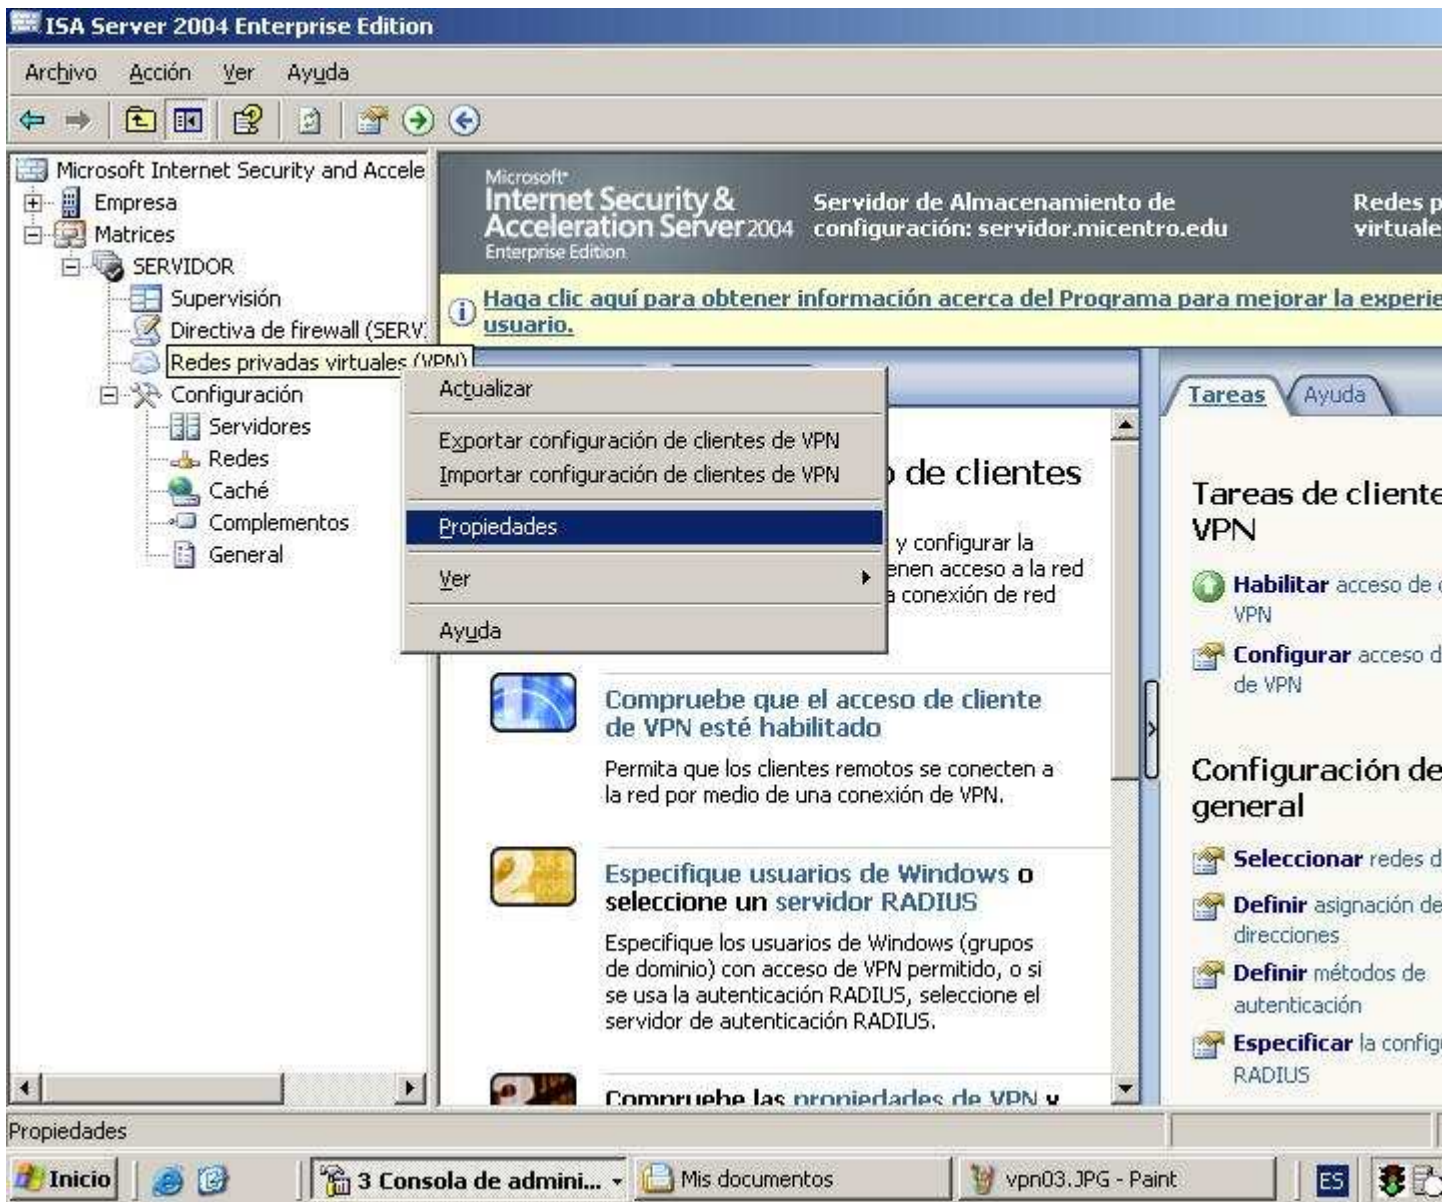 ISA Server 2004 Enterprise Edition
Archivo Acción Ver Ayuda
Microsoft Internet Security and Accele
Empresa
Matrices
SERVIDOR
Supervisión
Directiva de firewall (SERV
Redes privadas virtuales (VPN)
Configuración
Servidores
Redes
Caché
Complementos
General
Microsoft
Internet Security &
Acceleration Server 2004
Enterprise Edition
Servidor de Almacenamiento de
configuración: servidor.micentro.edu
Redes p
virtuale
Haga clic aquí para obtener información acerca del Programa para mejorar la experie
usuario.
Actualizar
Exportar configuración de clientes de VPN
Importar configuración de clientes de VPN
Propiedades
Ver
Ayuda
de clientes
y configurar la
enen acceso a la red
conexión de red
Compruebe que el acceso de cliente
de VPN esté habilitado
Permita que los clientes remotos se conecten a
la red por medio de una conexión de VPN.
Especifique usuarios de Windows o
seleccione un servidor RADIUS
Especifique los usuarios de Windows (grupos
de dominio) con acceso de VPN permitido, o si
se usa la autenticación RADIUS, seleccione el
servidor de autenticación RADIUS.
Compruebe las propiedades de VPN y
Tareas Ayuda
Tareas de cliente
VPN
Habilitar acceso de
VPN
Configurar acceso d
de VPN
Configuración de
general
Seleccionar redes d
Definir asignación de
direcciones
Definir métodos de
autenticación
Especificar la config
RADIUS
Propiedades
Inicio
3 Consola de admini...
Mis documentos
vpn03.JPG - Paint
ES